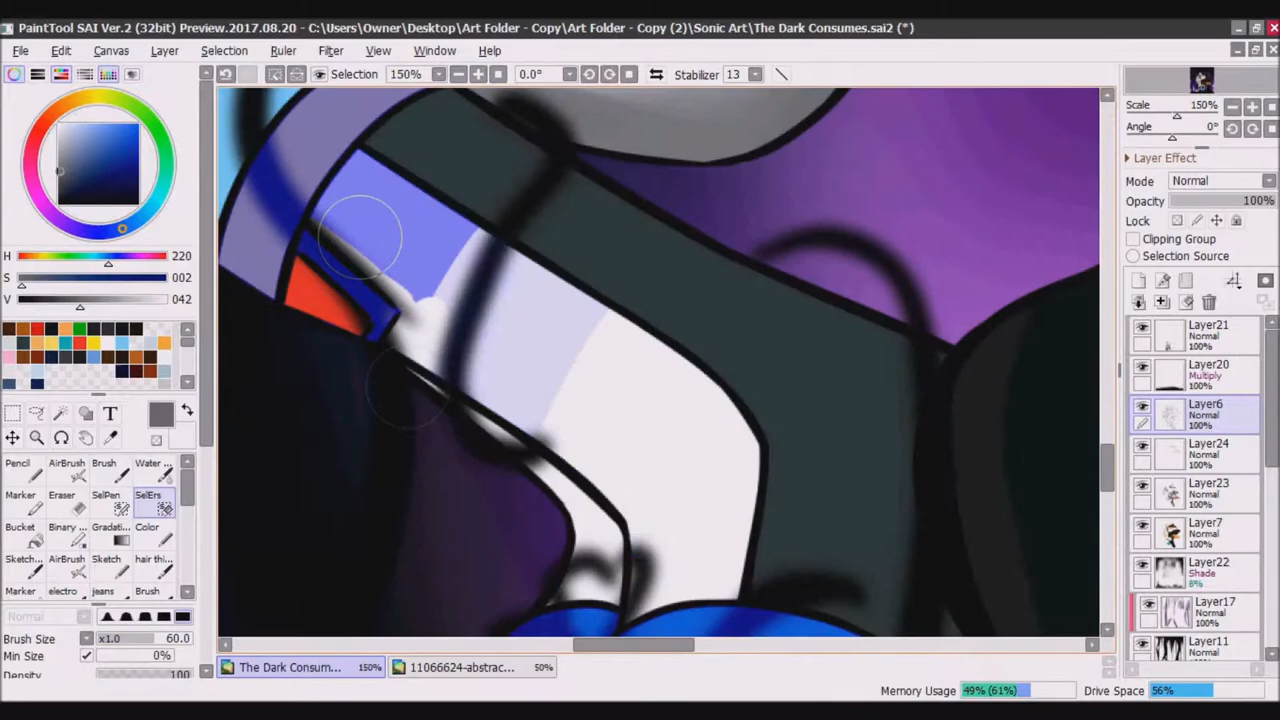 PaintTool SAI Ver.2 (32bit) Preview.2017.08.20 - C:\Users\Owner\Desktop\Art Folder - Copy\Art Folder - Copy (2)\Sonic Art\The Dark Consumes.sai2 (*)
File Edit Canvas Layer Selection Ruler Filter View Window Help
Selection 150% 0.0° Stabilizer 13
Scale 150%
Angle 0°
Layer Effect
Mode Normal
Opacity 100%
Lock
Clipping Group
Selection Source
H 220
S 002
V 042
T
Pencil AirBrush Brush Water ...
Marker Eraser SelPen SelErs
Bucket Binary ... Gradati... Color
Sketch... AirBrush Sketch hair thi...
Marker electro jeans Brush
Normal
Brush Size x1.0 60.0
Min Size 0%
Density 100
Layer21
Normal
100%
Layer20
Multiply
100%
Layer6
Normal
100%
Layer24
Normal
100%
Layer23
Normal
100%
Layer7
Normal
100%
Layer22
Shade
8%
Layer17
Normal
100%
Layer11
Normal
100%
The Dark Consum... 150% 11066624-abstrac... 50%
Memory Usage 49% (61%) Drive Space 56%